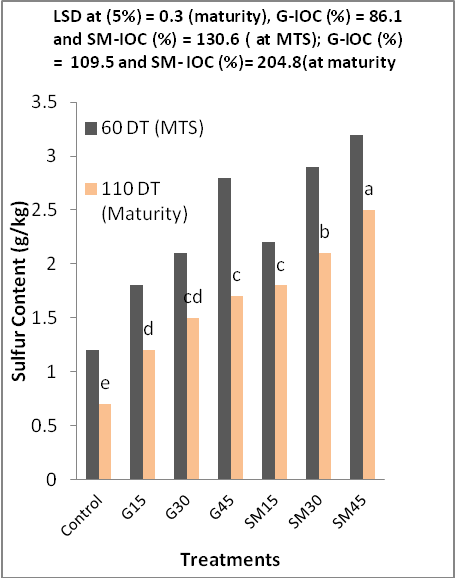 LSD at (5%) = 0.3 (maturity), G-IOC (%) = 86.1
and SM-IOC (%) = 130.6 ( at MTS); G-IOC (%)
= 109.5 and SM- IOC (%)= 204.8(at maturity
3.5
3
2.5
2
1.5
1
0.5
0
Sulfur Content (g/kg)
60 DT (MTS)
110 DT
(Maturity)
e
d
cd
c
c
b
a
Control
G15
G30
G45
SM15
SM30
SM45
Treatments